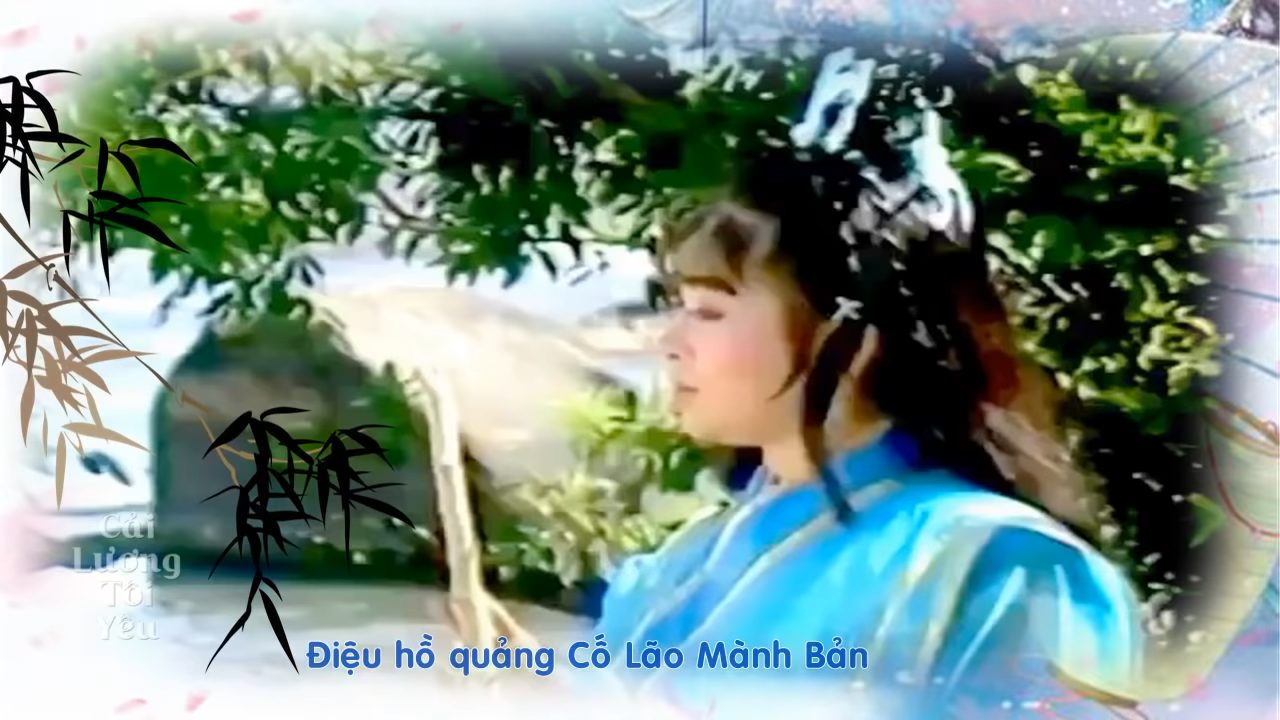 Cải
Lương
Tôi
Yêu
Điệu hồ quảng Cố Lão Mành Bản